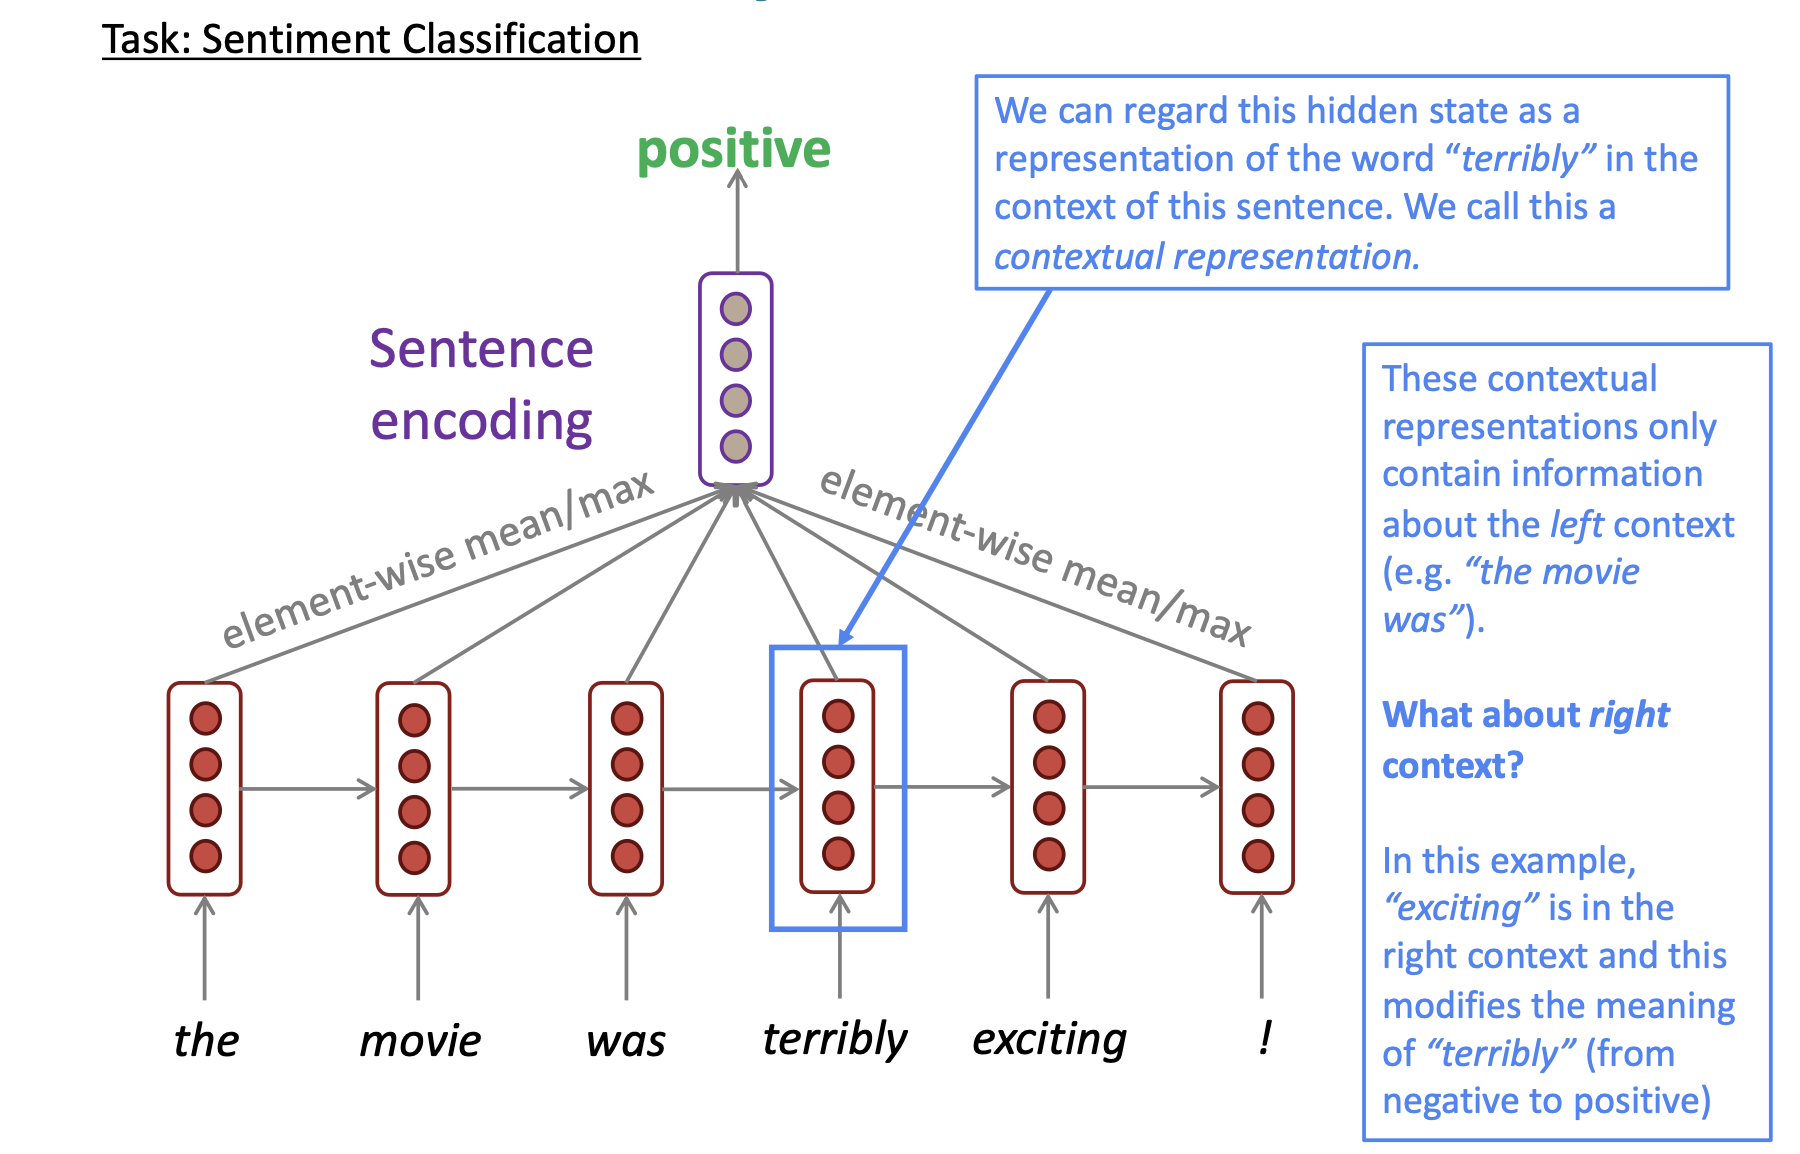 Task: Sentiment Classification
positive
We can regard this hidden state as a
representation of the word “terribly” in the
context of this sentence. We call this a
contextual representation.
Sentence
encoding
element-wise mean/max
element-wise mean/max
These contextual
representations only
contain information
about the left context
(e.g. “the movie
was”).
What about right
context?
In this example,
“exciting” is in the
right context and this
modifies the meaning
of “terribly” (from
negative to positive)
the movie was terribly exciting !